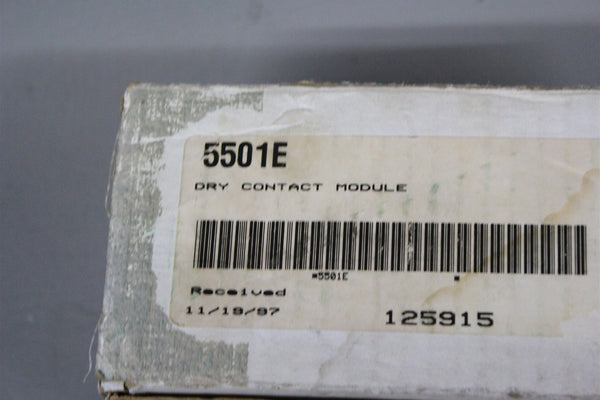 5501E
DRY CONTACT MODULE
*5501E
Received
11/19/97
125915